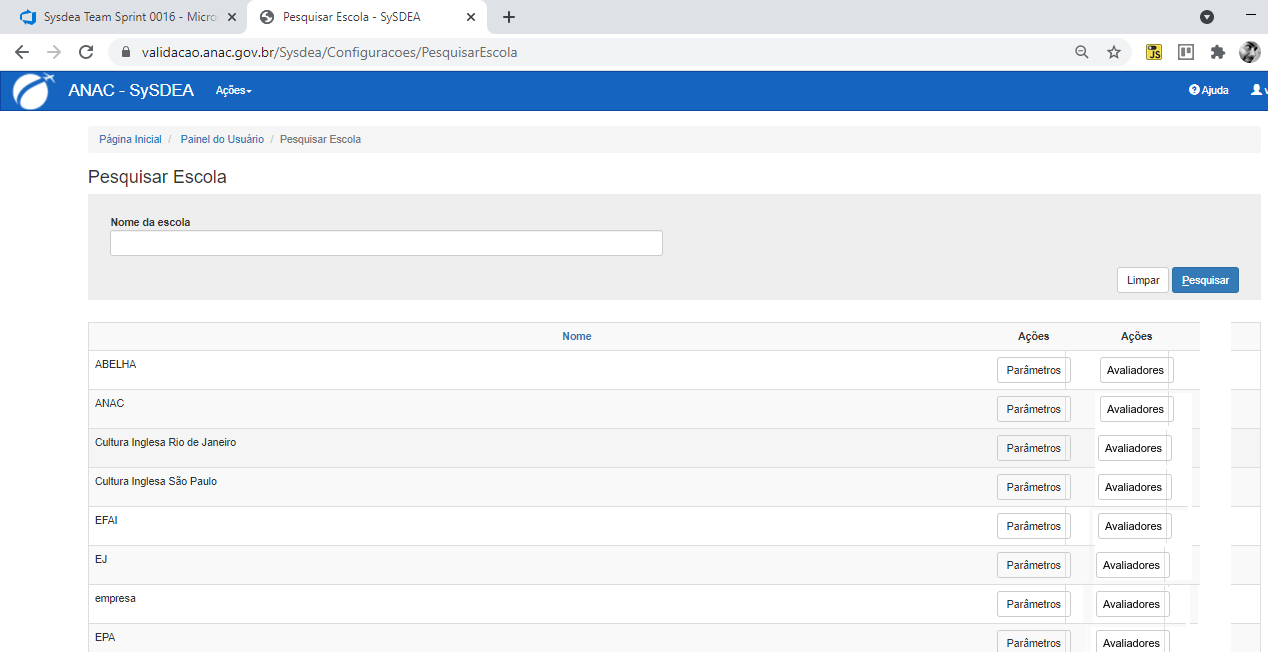 Sysdea Team Sprint 0016 - Micro
Pesquisar Escola - SySDEA
validacao.anac.gov.br/Sysdea/Configuracoes/PesquisarEscola
JS
ANAC - SySDEA Ações
Ajuda
Página Inicial / Painel do Usuário / Pesquisar Escola
Pesquisar Escola
Nome da escola
Limpar Pesquisar
Nome Ações Ações
ABELHA Parâmetros Avaliadores
ANAC Parâmetros Avaliadores
Cultura Inglesa Rio de Janeiro Parâmetros Avaliadores
Cultura Inglesa São Paulo Parâmetros Avaliadores
EFAI Parâmetros Avaliadores
EJ Parâmetros Avaliadores
empresa Parâmetros Avaliadores
EPA Parâmetros Avaliadores